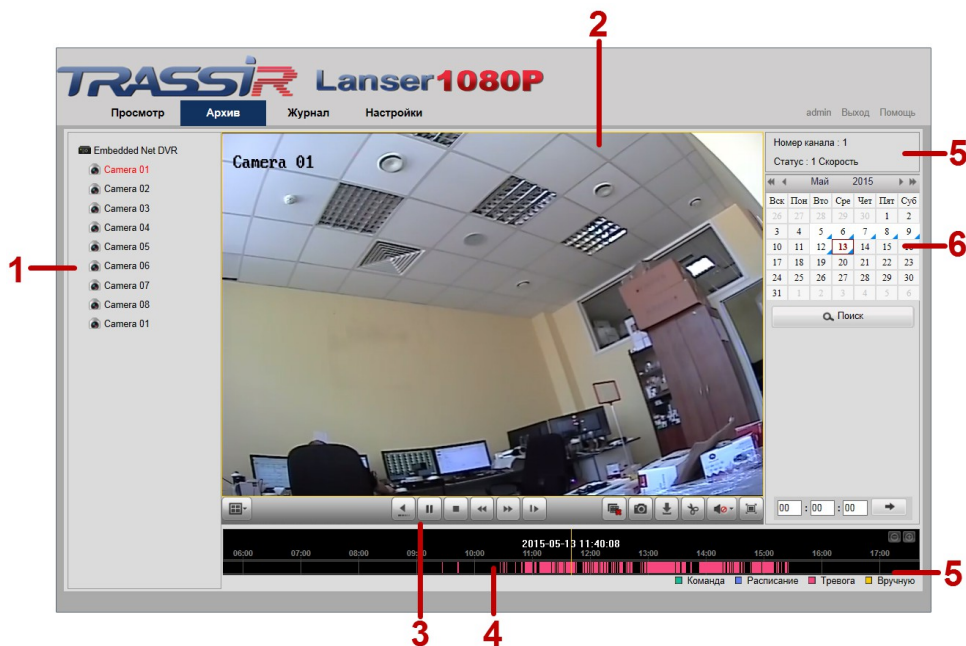 2
TRASSIR Lanser1080P
Просмотр Архив Журнал Настройки admin Выход Помощь
Embedded Net DVR
Camera 01
Camera 02
Camera 03
Camera 04
Camera 05
Camera 06
Camera 07
Camera 08
Camera 01
1
Camera 01
Номер канала : 1
Статус : 1 Скорость
5
Май 2015
Вск Пон Вто Сре Чет Пят Суб
26 27 28 29 30 1 2
3 4 5 6 7 8 9
10 11 12 13 14 15 16
17 18 19 20 21 22 23
24 25 26 27 28 29 30
31 1 2 3 4 5 6
6
Поиск
00 : 00 : 00
2015-05-13 11:40:08
06:00 07:00 08:00 09:00 10:00 11:00 12:00 13:00 14:00 15:00 16:00 17:00
Команда Расписание Тревога Вручную
5
3 4